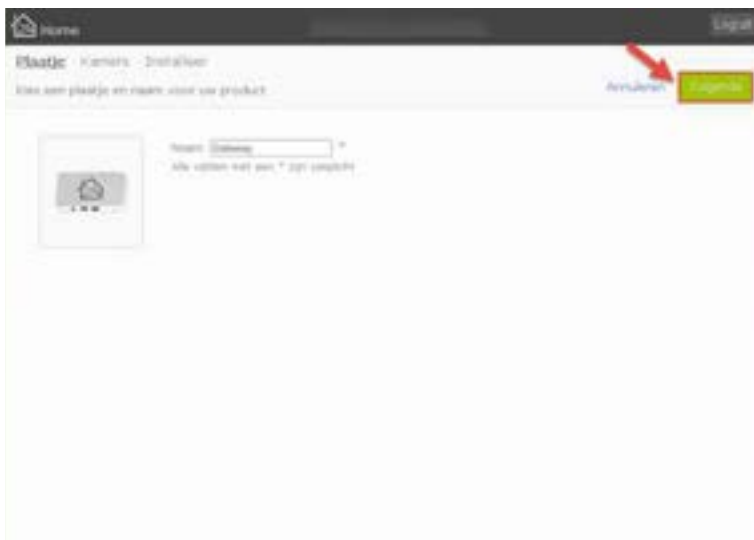 Home
Logout
Plaatje Kamers Installeer
Kies een plaatje en naam voor uw product
Annuleren
Volgende
Naam: Gateway *
Alle velden met een * zijn verplicht